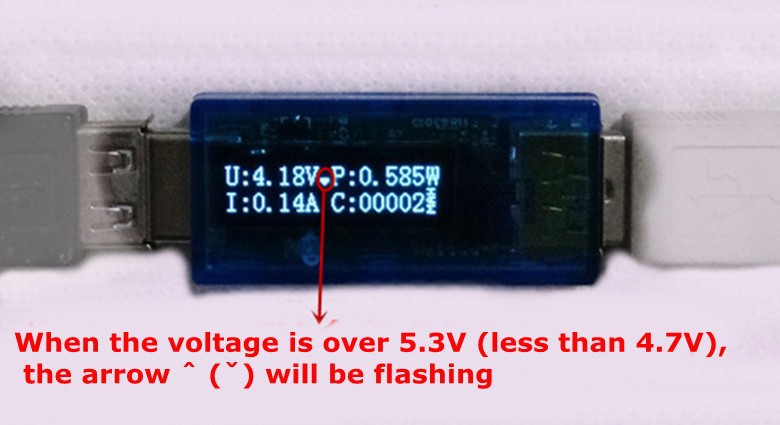 U:4.18V P:0.585W
I:0.14A C:00002
When the voltage is over 5.3V (less than 4.7V),
the arrow ˆ (ˇ) will be flashing